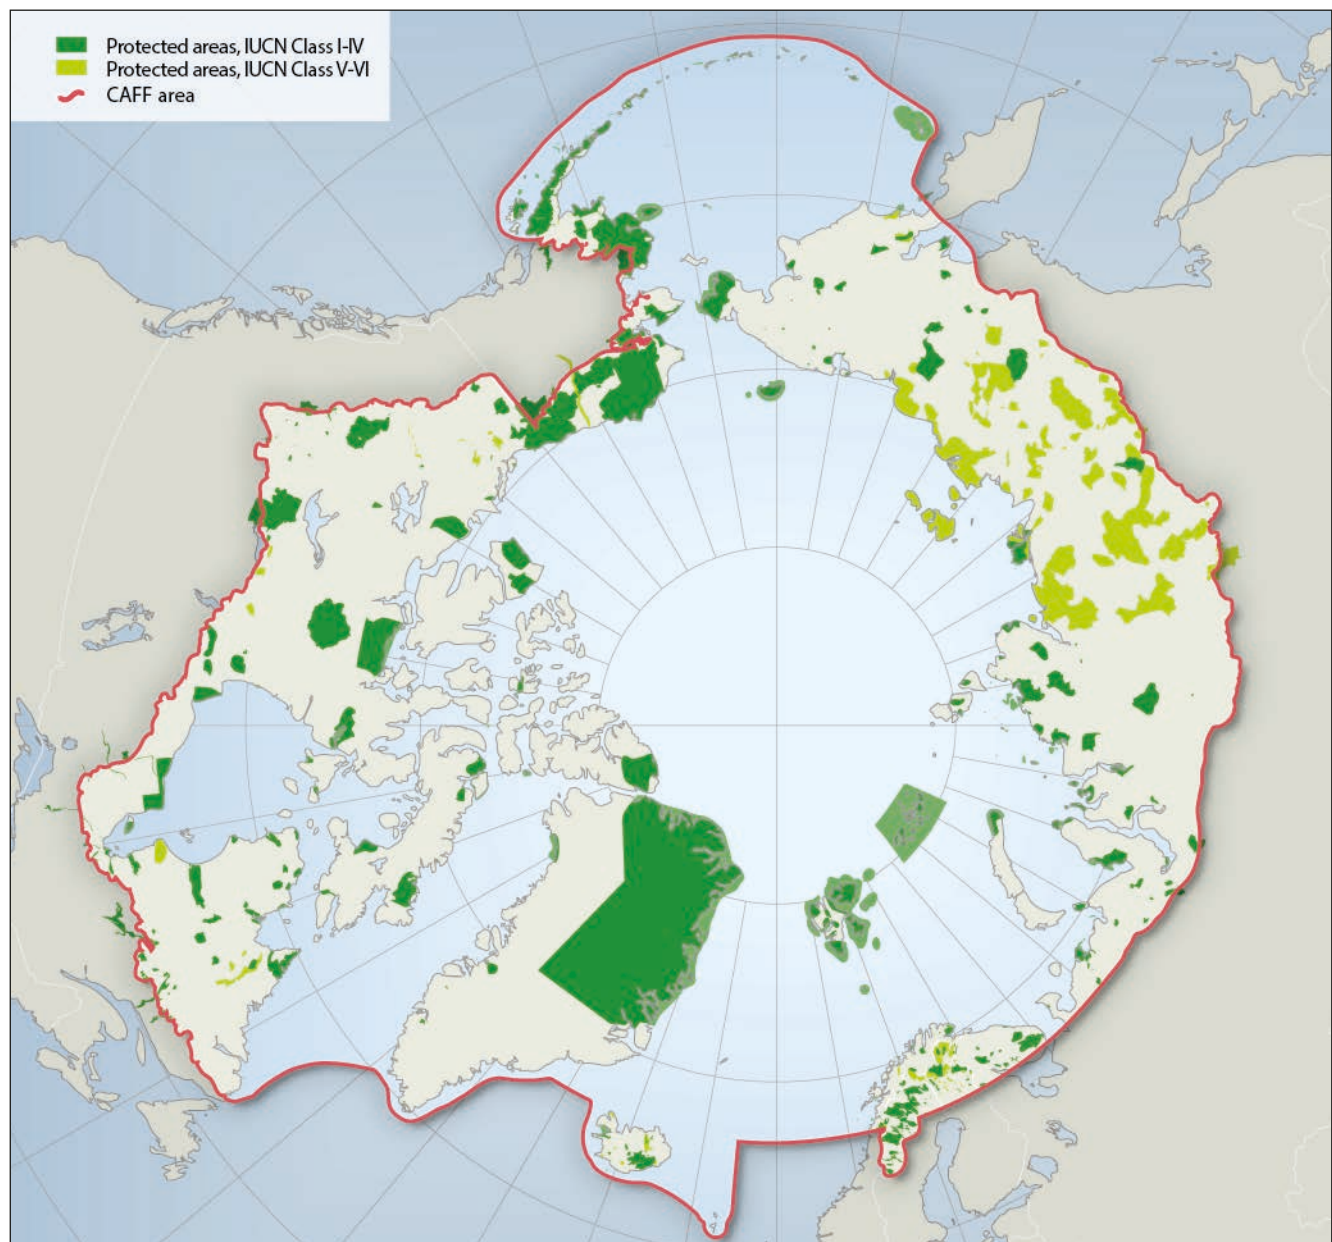 Protected areas, IUCN Class I-IV
Protected areas, IUCN Class V-VI
CAFF area